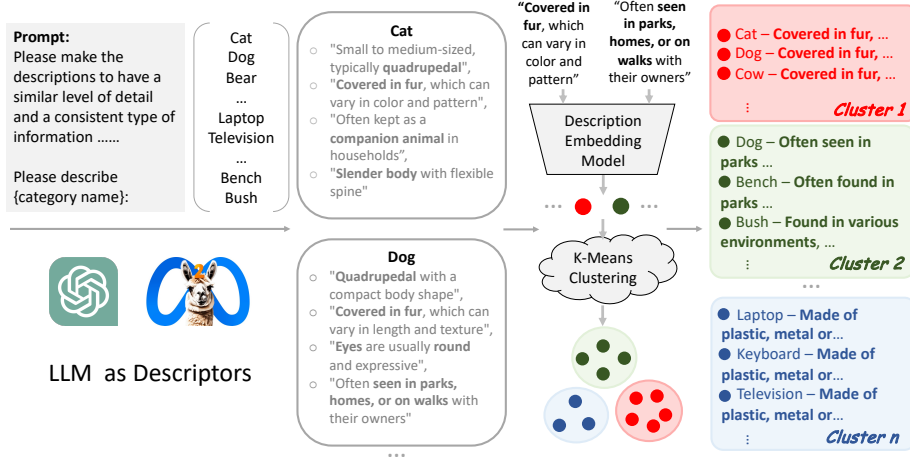 Prompt:
Please make the
descriptions to have a
similar level of detail
and a consistent type of
information ......
Please describe
{category name}:
Cat
Dog
Bear
...
Laptop
Television
...
Bench
Bush
LLM as Descriptors
Cat
"Small to medium-sized,
typically quadrupedal",
"Covered in fur, which can
vary in color and pattern",
"Often kept as a
companion animal in
households",
"Slender body with flexible
spine"
Dog
"Quadrupedal with a
compact body shape",
"Covered in fur, which can
vary in length and texture",
"Eyes are usually round
and expressive",
"Often seen in parks,
homes, or on walks with
their owners"
...
"Covered in
fur, which
can vary in
color and
pattern"
"Often seen in parks,
homes, or on
walks with
their owners"
Description
Embedding
Model
...
...
K-Means
Clustering
Cat – Covered in fur, ...
Dog – Covered in fur, ...
Cow – Covered in fur, ...
⋮
Cluster 1
Dog – Often seen in
parks ...
Bench – Often found in
parks ...
Bush – Found in various
environments, ...
⋮
Cluster 2
...
Laptop – Made of
plastic, metal or...
Keyboard – Made of
plastic, metal or...
Television – Made of
plastic, metal or...
⋮
Cluster n